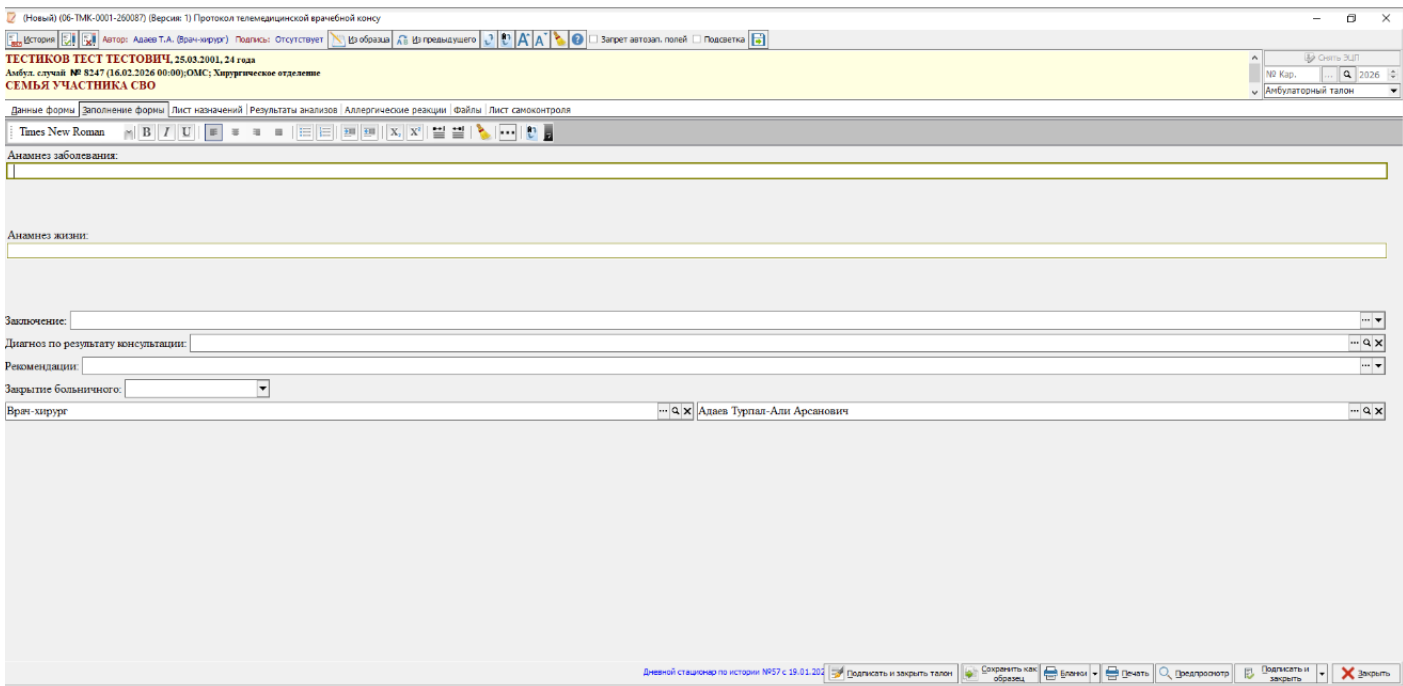 (Новый) (06-ТМК-0001-260087) (Версия: 1) Протокол телемедицинской врачебной консу
История Автор: Адаев Т.А. (Врач-хирург) Подпись: Отсутствует Из образца Из предыдущего Запрет автозап. полей Подсветка
ТЕСТИКОВ ТЕСТ ТЕСТОВИЧ, 25.03.2001, 24 года
Снять ЭЦП
Амбул. случай № 8247 (16.02.2026 00:00);ОМС; Хирургическое отделение
№ Кар. ... 2026
СЕМЬЯ УЧАСТНИКА СВО
Амбулаторный талон
Данные формы Заполнение формы Лист назначений Результаты анализов Аллергические реакции Файлы Лист самоконтроля
Times New Roman B I U X, X²
Анамнез заболевания:
Анамнез жизни:
Заключение:
Диагноз по результату консультации:
Рекомендации:
Закрытие больничного:
Врач-хирург Адаев Турпал-Али Арсанович
Дневной стационар по истории №57 с 19.01.202 Подписать и закрыть талон Сохранить как образец Бланки Печать Предпросмотр Подписать и закрыть Закрыть